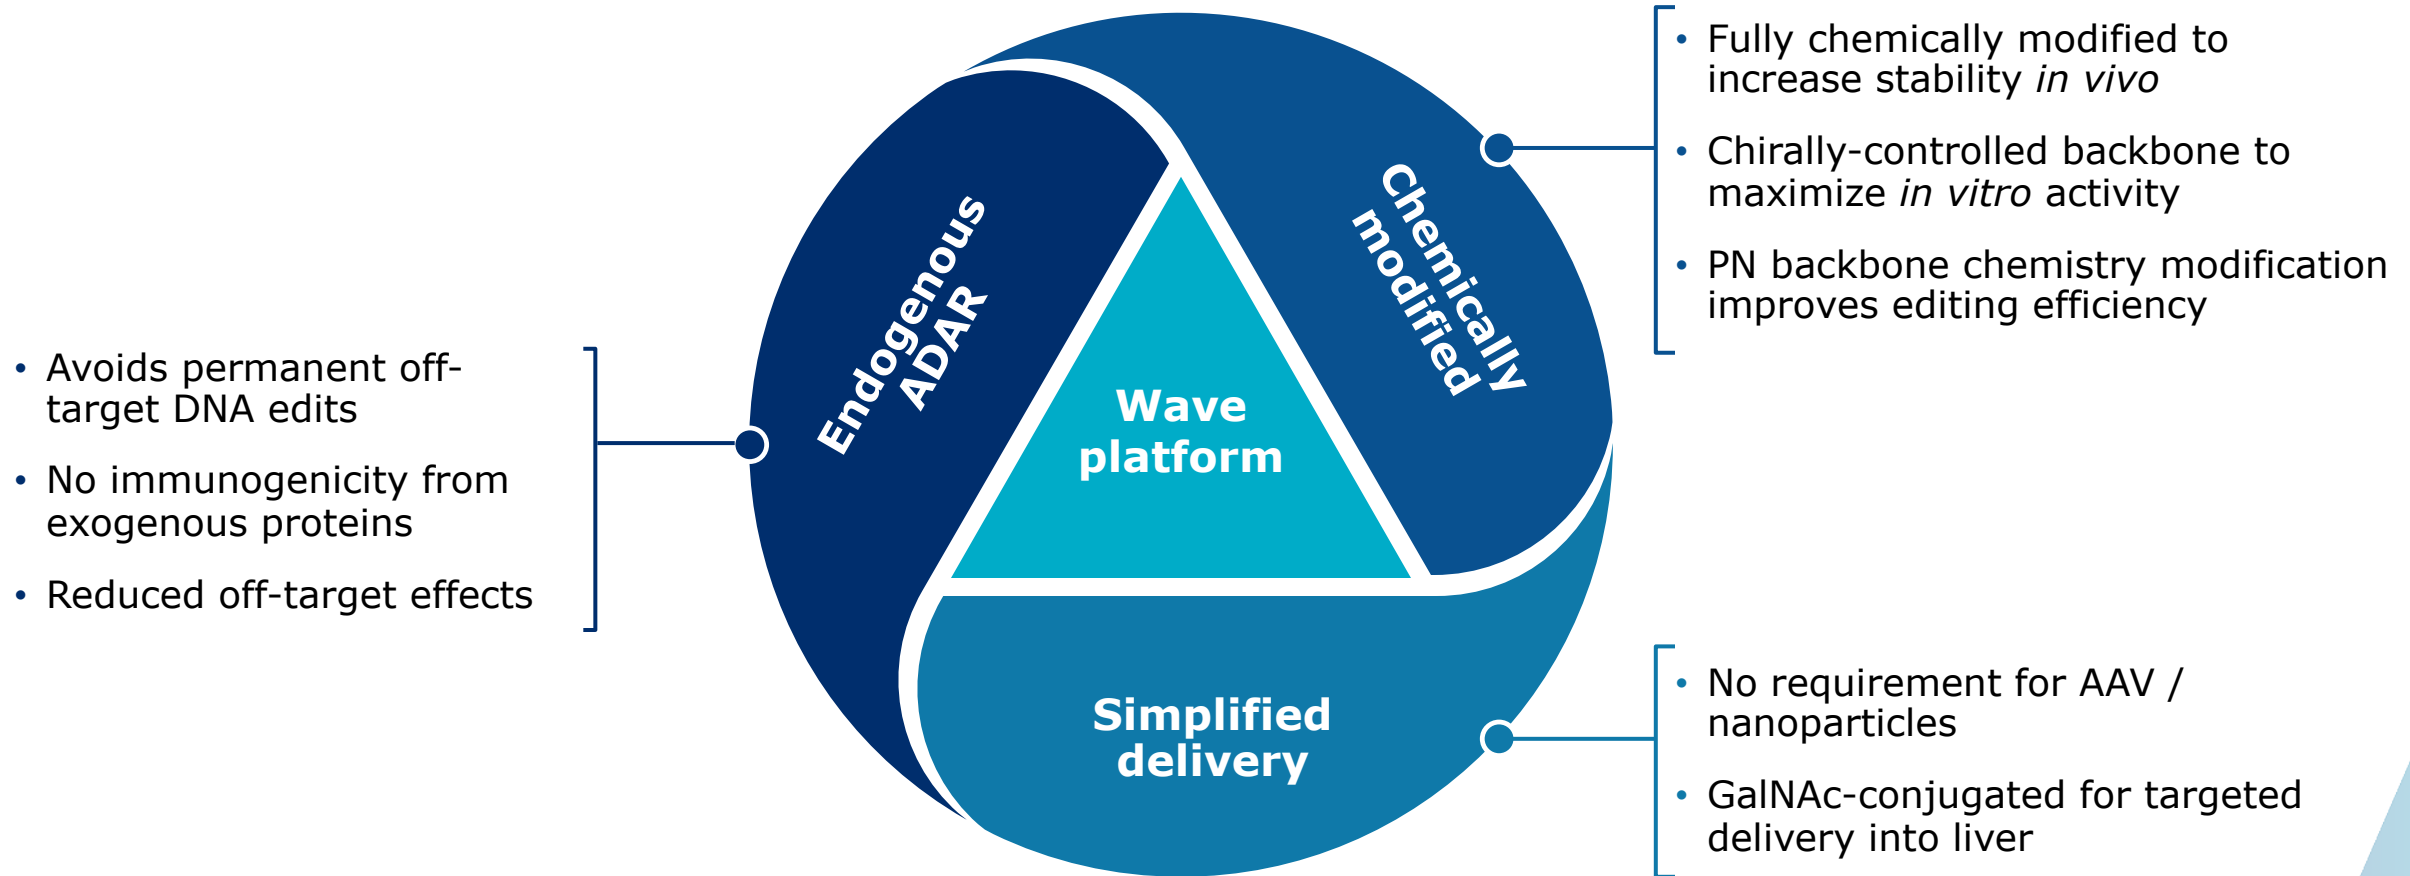 • Avoids permanent off-
target DNA edits
• No immunogenicity from
exogenous proteins
• Reduced off-target effects
Endogenous
ADAR
Wave
platform
Chemically
modified
Simplified
delivery
• Fully chemically modified to
increase stability in vivo
• Chirally-controlled backbone to
maximize in vitro activity
• PN backbone chemistry modification
improves editing efficiency
• No requirement for AAV /
nanoparticles
• GalNAc-conjugated for targeted
delivery into liver